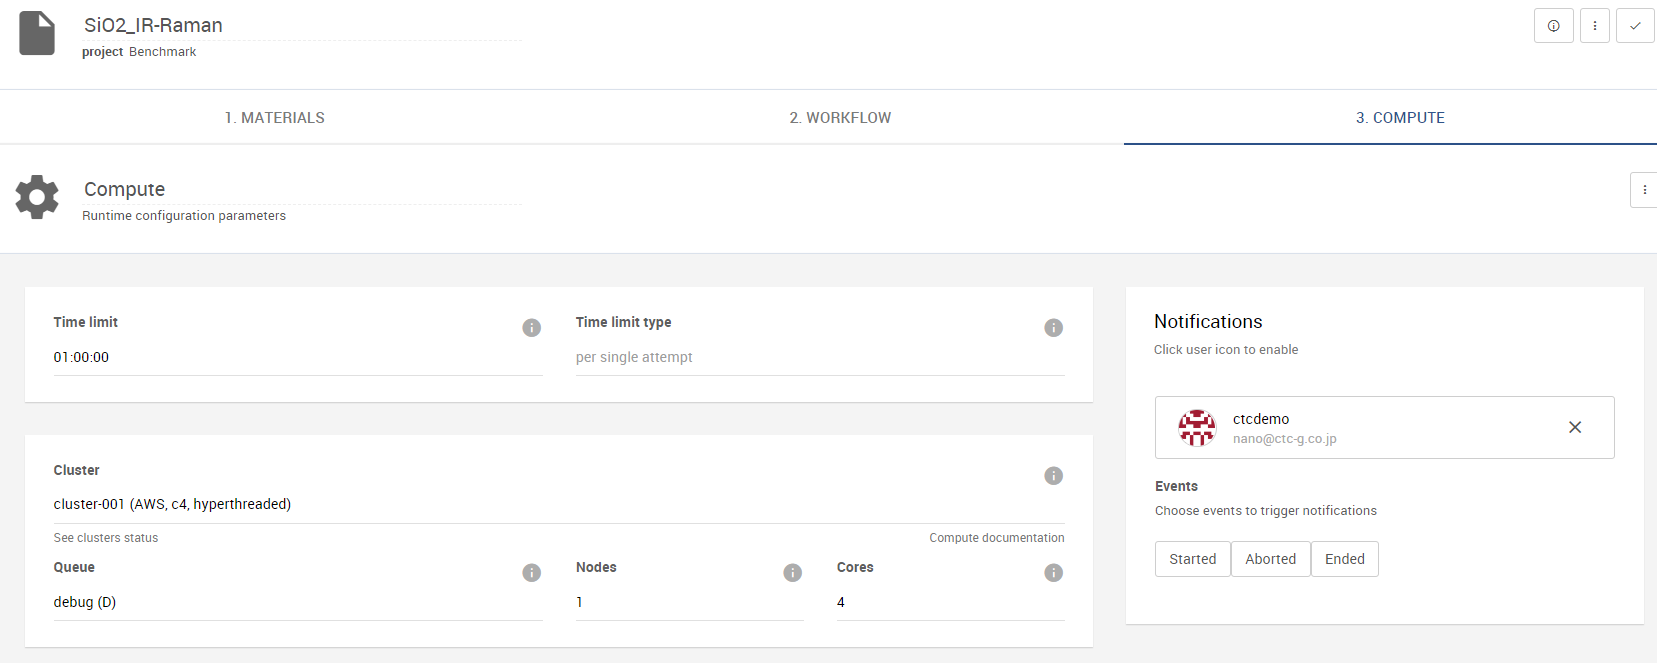 SiO2_IR-Raman
project Benchmark
1. MATERIALS
2. WORKFLOW
3. COMPUTE
Compute
Runtime configuration parameters
Time limit
01:00:00
Time limit type
per single attempt
Cluster
cluster-001 (AWS, c4, hyperthreaded)
See clusters status
Compute documentation
Queue
debug (D)
Nodes
1
Cores
4
Notifications
Click user icon to enable
ctcdemo
nano@ctc-g.co.jp
Events
Choose events to trigger notifications
Started
Aborted
Ended